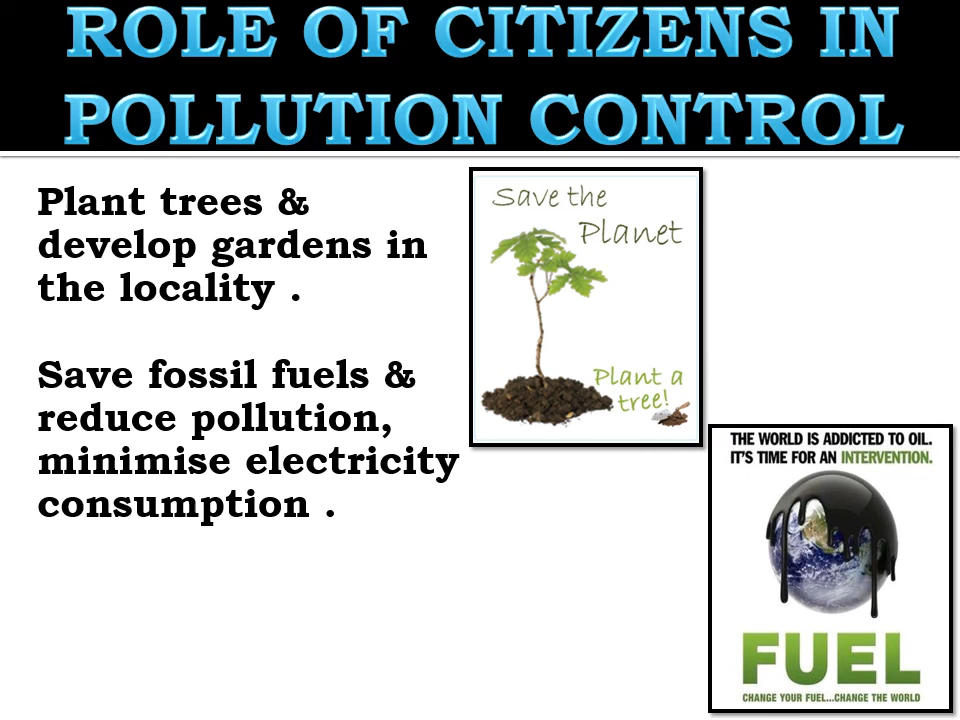 ROLE OF CITIZENS IN
POLLUTION CONTROL
Plant trees &
develop gardens in
the locality .
Save fossil fuels &
reduce pollution,
minimise electricity
consumption .
Save the
Planet
Plant a
tree!
THE WORLD IS ADDICTED TO OIL.
IT'S TIME FOR AN INTERVENTION.
FUEL
CHANGE YOUR FUEL...CHANGE THE WORLD